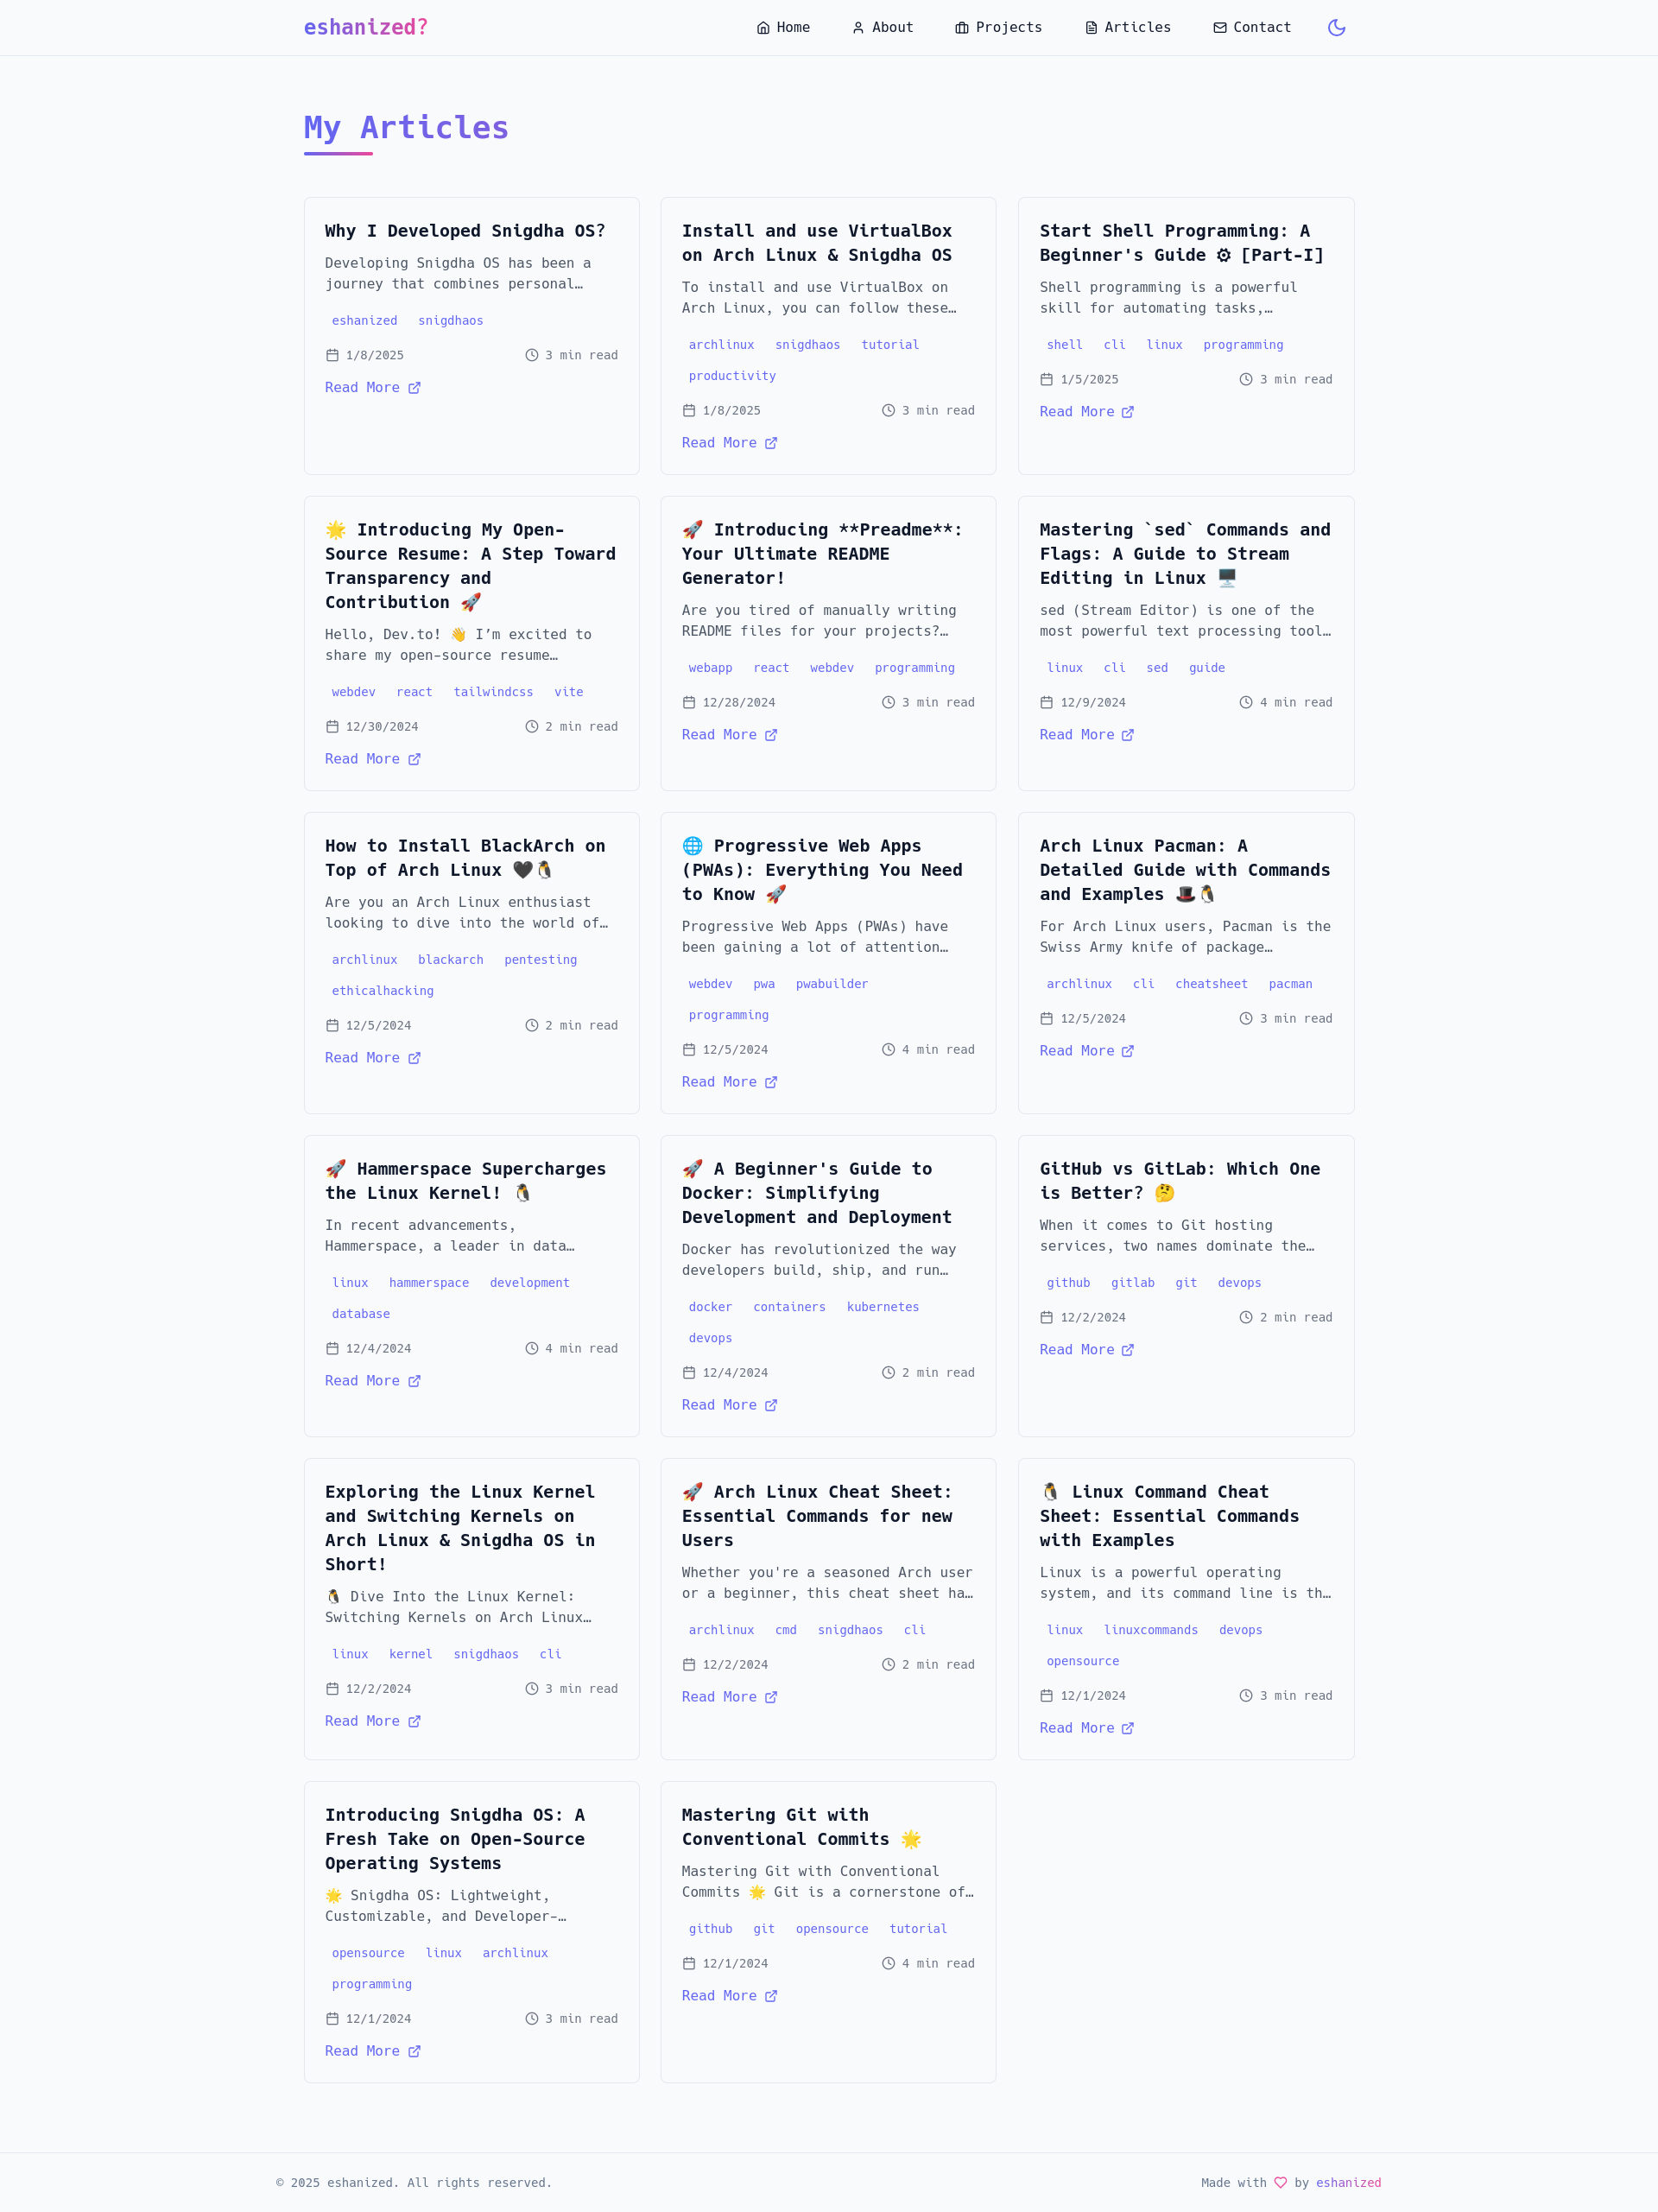 eshanized?
Home
About
Projects
Articles
Contact
My Articles
Why I Developed Snigdha OS?
Developing Snigdha OS has been a
journey that combines personal…
eshanized snigdhaos
1/8/2025 3 min read
Read More
Install and use VirtualBox
on Arch Linux & Snigdha OS
To install and use VirtualBox on
Arch Linux, you can follow these…
archlinux snigdhaos tutorial
productivity
1/8/2025 3 min read
Read More
Start Shell Programming: A
Beginner's Guide ⚙ [Part-I]
Shell programming is a powerful
skill for automating tasks,…
shell cli linux programming
1/5/2025 3 min read
Read More
🌟 Introducing My Open-
Source Resume: A Step Toward
Transparency and
Contribution 🚀
Hello, Dev.to! 👋 I’m excited to
share my open-source resume…
webdev react tailwindcss vite
12/30/2024 2 min read
Read More
🚀 Introducing **Preadme**:
Your Ultimate README
Generator!
Are you tired of manually writing
README files for your projects?…
webapp react webdev programming
12/28/2024 3 min read
Read More
Mastering `sed` Commands and
Flags: A Guide to Stream
Editing in Linux 🖥️
sed (Stream Editor) is one of the
most powerful text processing tool…
linux cli sed guide
12/9/2024 4 min read
Read More
How to Install BlackArch on
Top of Arch Linux 🖤🐧
Are you an Arch Linux enthusiast
looking to dive into the world of…
archlinux blackarch pentesting
ethicalhacking
12/5/2024 2 min read
Read More
🌐 Progressive Web Apps
(PWAs): Everything You Need
to Know 🚀
Progressive Web Apps (PWAs) have
been gaining a lot of attention…
webdev pwa pwabuilder
programming
12/5/2024 4 min read
Read More
Arch Linux Pacman: A
Detailed Guide with Commands
and Examples 🎩🐧
For Arch Linux users, Pacman is the
Swiss Army knife of package…
archlinux cli cheatsheet pacman
12/5/2024 3 min read
Read More
🚀 Hammerspace Supercharges
the Linux Kernel! 🐧
In recent advancements,
Hammerspace, a leader in data…
linux hammerspace development
database
12/4/2024 4 min read
Read More
🚀 A Beginner's Guide to
Docker: Simplifying
Development and Deployment
Docker has revolutionized the way
developers build, ship, and run…
docker containers kubernetes
devops
12/4/2024 2 min read
Read More
GitHub vs GitLab: Which One
is Better? 🤔
When it comes to Git hosting
services, two names dominate the…
github gitlab git devops
12/2/2024 2 min read
Read More
Exploring the Linux Kernel
and Switching Kernels on
Arch Linux & Snigdha OS in
Short!
🐧 Dive Into the Linux Kernel:
Switching Kernels on Arch Linux…
linux kernel snigdhaos cli
12/2/2024 3 min read
Read More
🚀 Arch Linux Cheat Sheet:
Essential Commands for new
Users
Whether you're a seasoned Arch user
or a beginner, this cheat sheet ha…
archlinux cmd snigdhaos cli
12/2/2024 2 min read
Read More
🐧 Linux Command Cheat
Sheet: Essential Commands
with Examples
Linux is a powerful operating
system, and its command line is th…
linux linuxcommands devops
opensource
12/1/2024 3 min read
Read More
Introducing Snigdha OS: A
Fresh Take on Open-Source
Operating Systems
🌟 Snigdha OS: Lightweight,
Customizable, and Developer-…
opensource linux archlinux
programming
12/1/2024 3 min read
Read More
Mastering Git with
Conventional Commits 🌟
Mastering Git with Conventional
Commits 🌟 Git is a cornerstone of…
github git opensource tutorial
12/1/2024 4 min read
Read More
© 2025 eshanized. All rights reserved.
Made with ♡ by eshanized